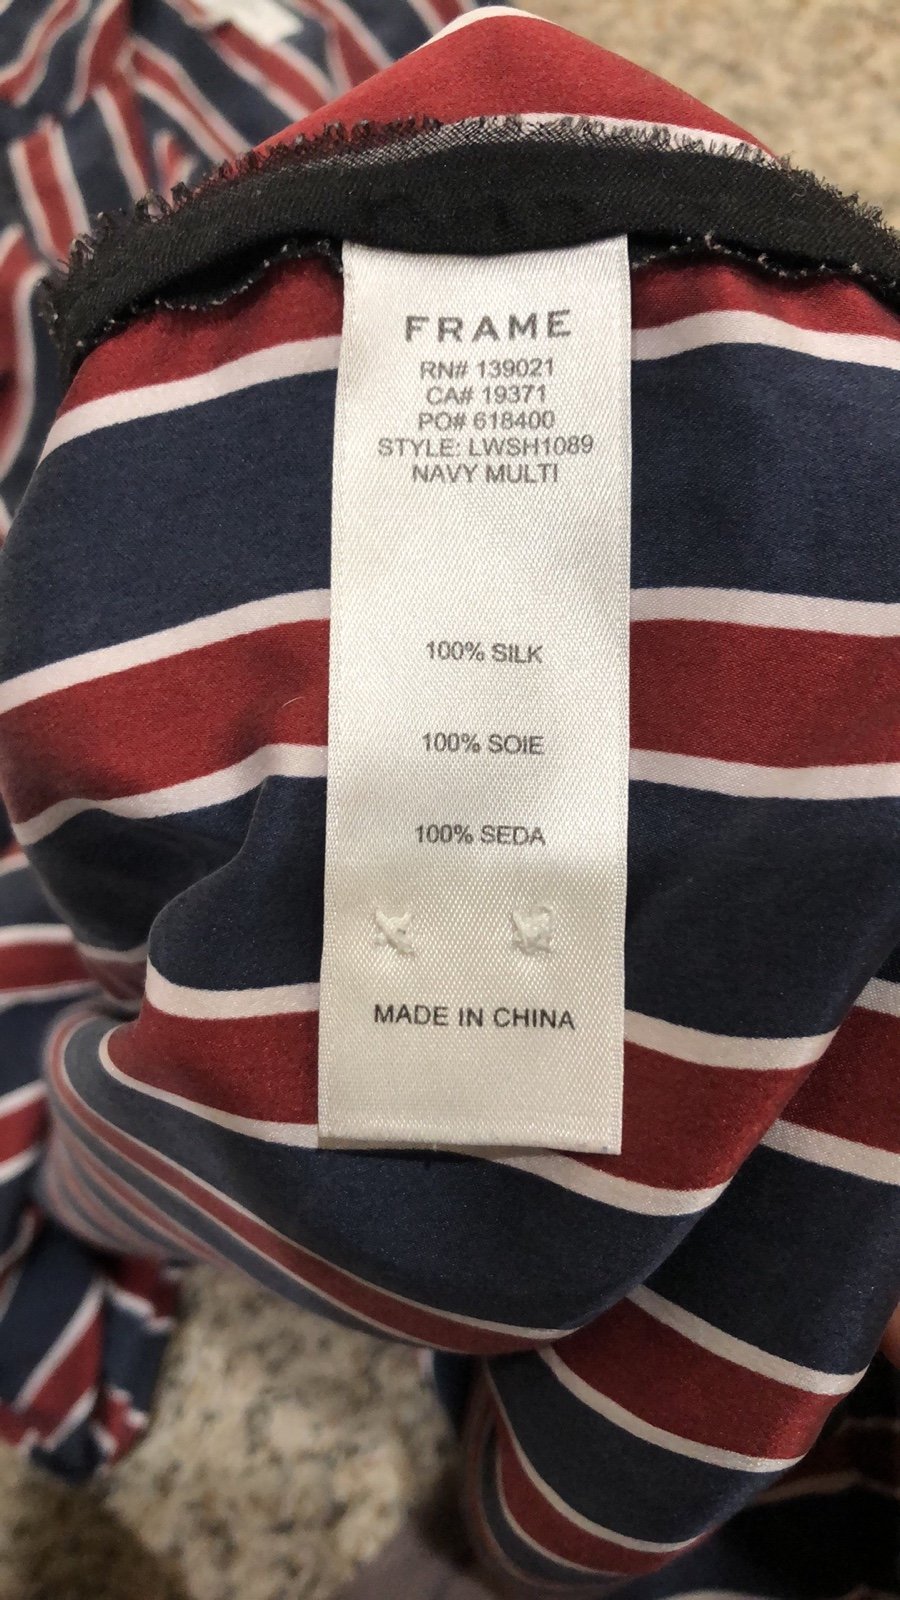 FRAME
RN# 139021
CA# 19371
PO# 618400
STYLE: LWSH1089
NAVY MULTI
100% SILK
100% SOIE
100% SEDA
MADE IN CHINA